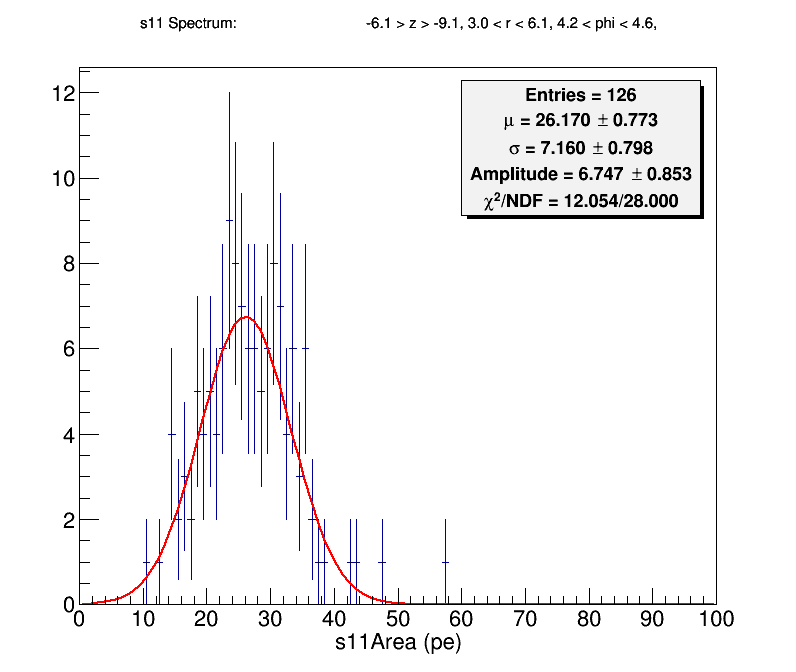 s11 Spectrum: -6.1 > z > -9.1, 3.0 < r < 6.1, 4.2 < phi < 4.6,
Entries = 126
μ = 26.170 ± 0.773
σ = 7.160 ± 0.798
Amplitude = 6.747 ± 0.853
χ²/NDF = 12.054/28.000
12
10
8
6
4
2
0
0 10 20 30 40 50 60 70 80 90 100
s11Area (pe)